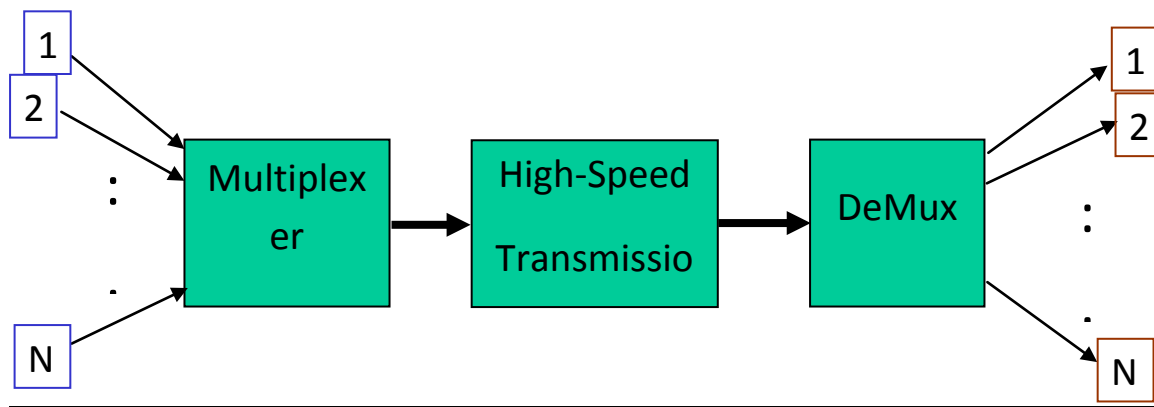 1
2
:
.
N
Multiplex
er
High-Speed
Transmissio
DeMux
1
2
:
.
N